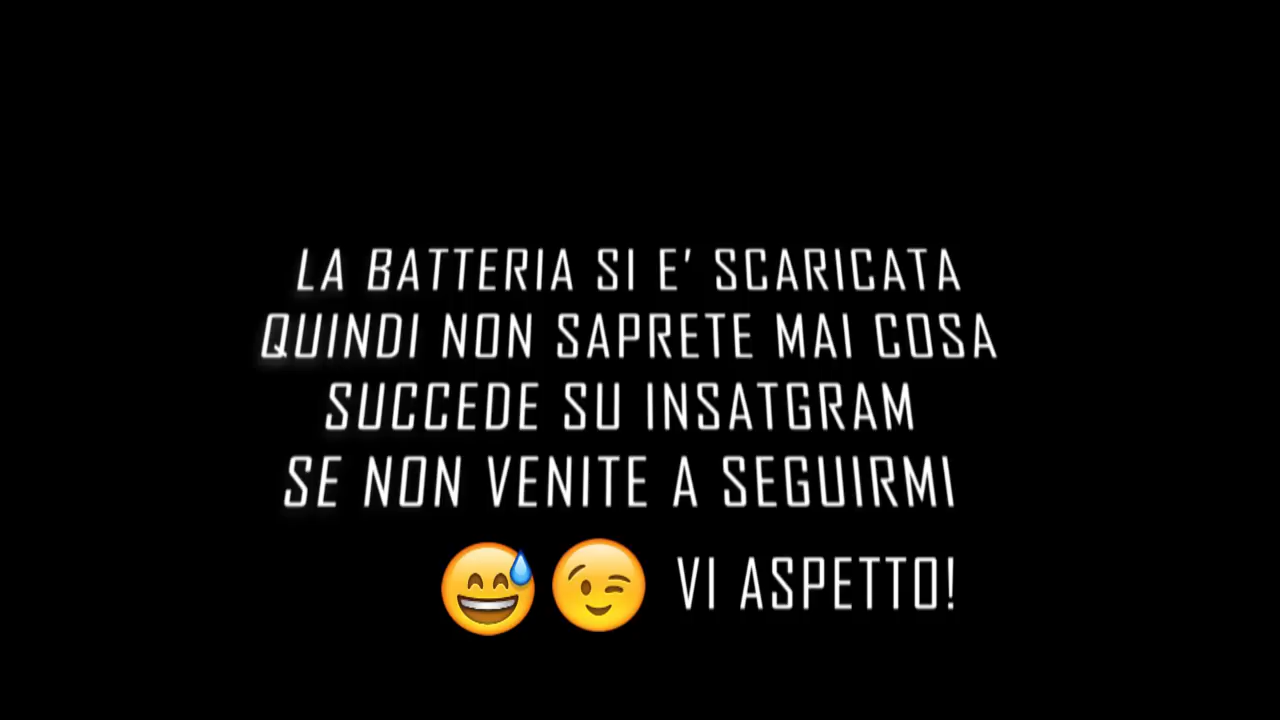 LA BATTERIA SI E’ SCARICATA
QUINDI NON SAPRETE MAI COSA
SUCCEDE SU INSATGRAM
SE NON VENITE A SEGUIRMI
😅😉 VI ASPETTO!